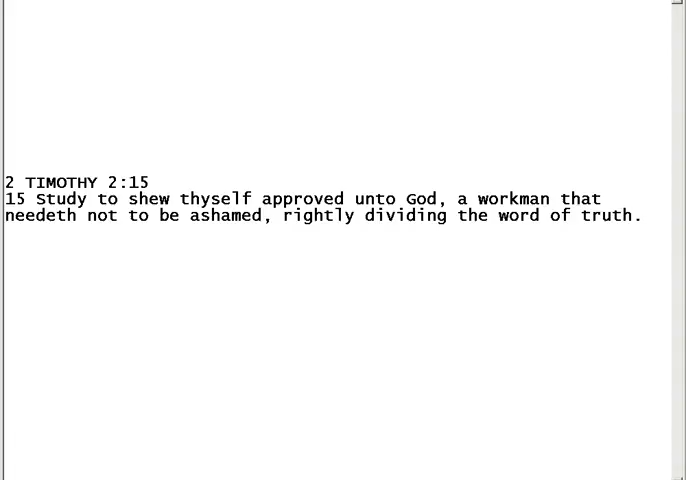 2 TIMOTHY 2:15
15 Study to shew thyself approved unto God, a workman that
needeth not to be ashamed, rightly dividing the word of truth.